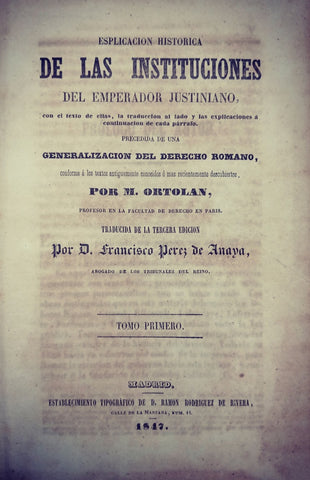 ESPLICACION HISTORICA
DE LAS INSTITUCIONES
DEL EMPERADOR JUSTINIANO,
con el texto de ellas, la traduccion al lado y las esplicaciones á
continuacion de cada párrafo.
PRECEDIDA DE UNA
GENERALIZACION DEL DERECHO ROMANO,
conforme á los textos antiguamente conocidos ó mas recientemente descubiertos,
POR M. ORTOLAN,
PROFESOR EN LA FACULTAD DE DERECHO EN PARIS.
TRADUCIDA DE LA TERCERA EDICION
Por D. Francisco Perez de Anaya,
ABOGADO DE LOS TRIBUNALES DEL REINO.
TOMO PRIMERO.
MADRID.
ESTABLECIMIENTO TIPOGRÁFICO DE D. RAMON RODRIGUEZ DE RIVERA,
CALLE DE LA MANZANA, NUM.
1847.